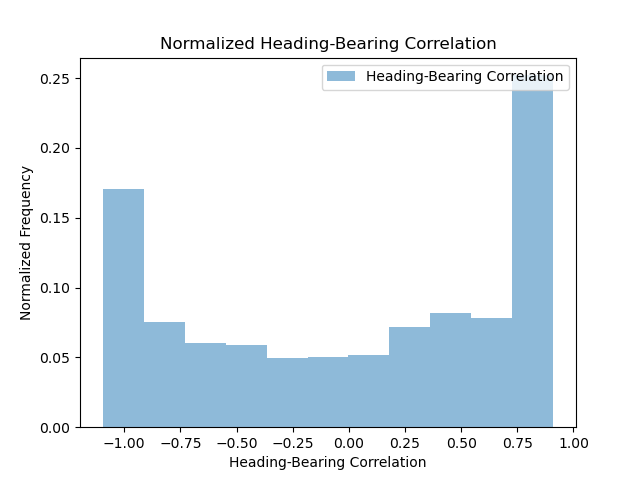 Normalized Heading-Bearing Correlation
Heading-Bearing Correlation
0.25
0.20
0.15
0.10
0.05
0.00
Normalized Frequency
−1.00 −0.75 −0.50 −0.25 0.00 0.25 0.50 0.75 1.00
Heading-Bearing Correlation